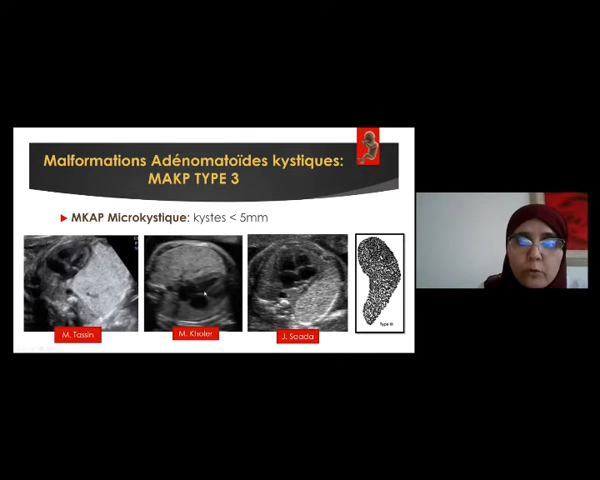 Malformations Adénomatoïdes kystiques:
MAKP TYPE 3
MKAP Microkystique: kystes < 5mm
Type III
M. Tassin
M. Kholer
J. Saada